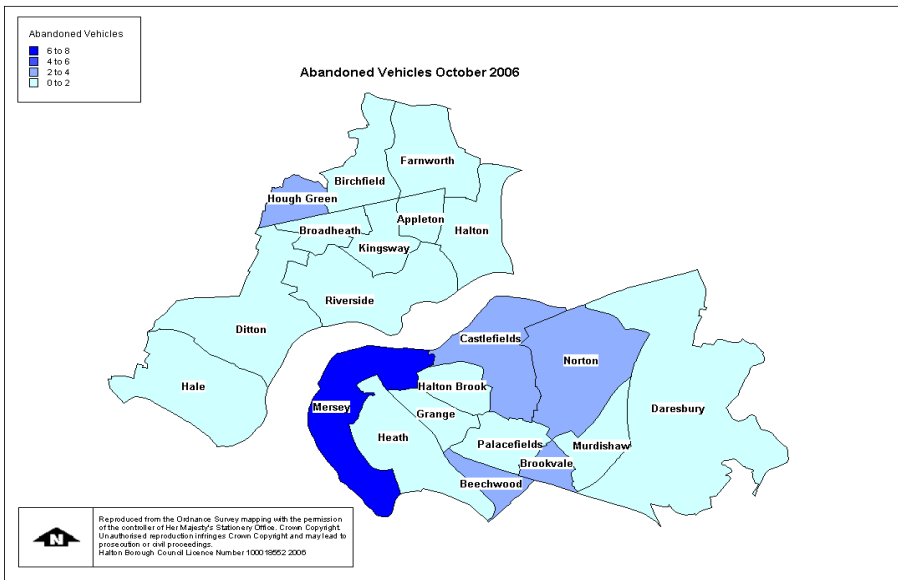 Abandoned Vehicles
6 to 8
4 to 6
2 to 4
0 to 2
Abandoned Vehicles October 2006
Farnworth
Birchfield
Hough Green
Appleton
Broadheath
Halton
Kingsway
Riverside
Ditton
Castlefields
Norton
Hale
Halton Brook
Mersey
Daresbury
Grange
Heath
Palacefields
Murdishaw
Brookvale
Beechwood
N
Reproduced from the Ordnance Survey mapping with the permission
of the controller of Her Majesty's Stationery Office. Crown Copyright.
Unauthorised reproduction infringes Crown Copyright and may lead to
prosecution or civil proceedings.
Halton Borough Council Licence Number 100018552 2006